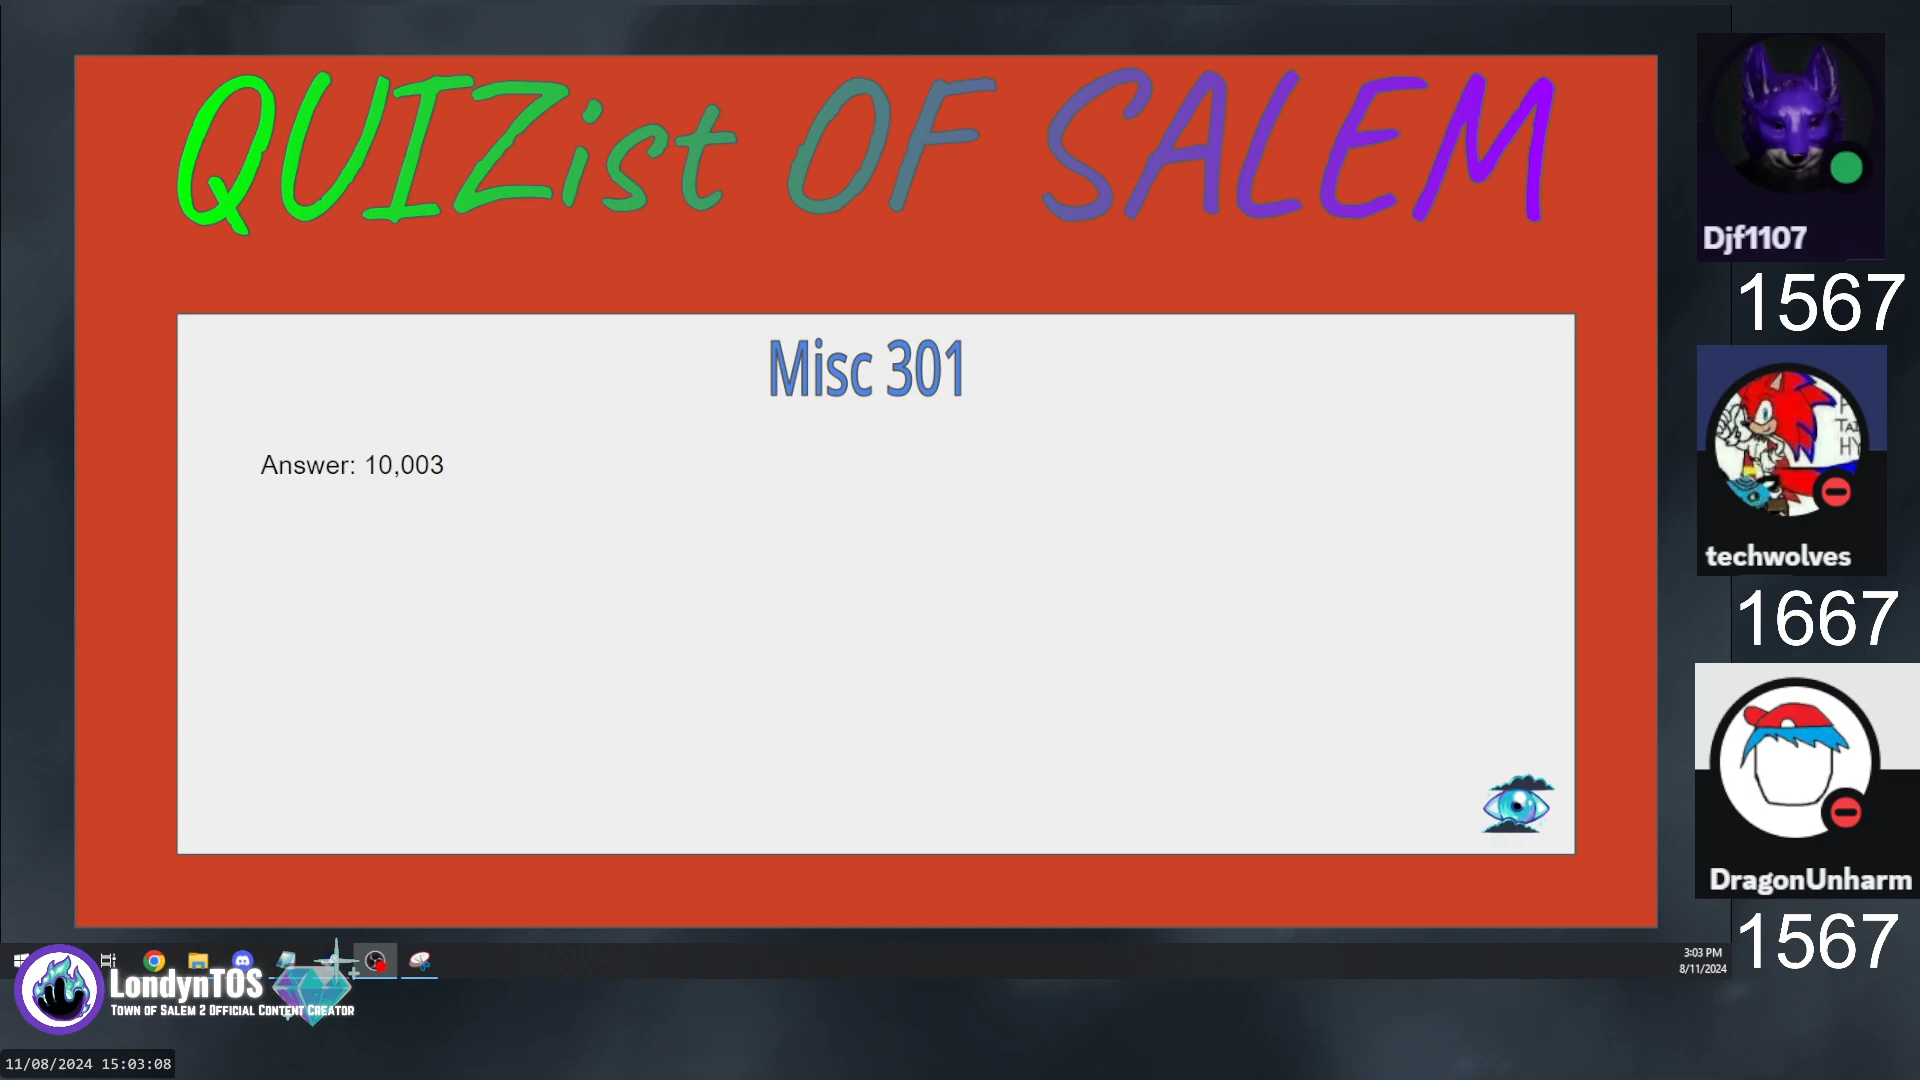 QUIZist OF SALEM
Misc 301
Answer: 10,003
Djf1107
1567
techwolves
1667
DragonUnharm
1567
3:03 PM
8/11/2024
LondynTOS
Town of Salem 2 Official Content Creator
11/08/2024 15:03:08